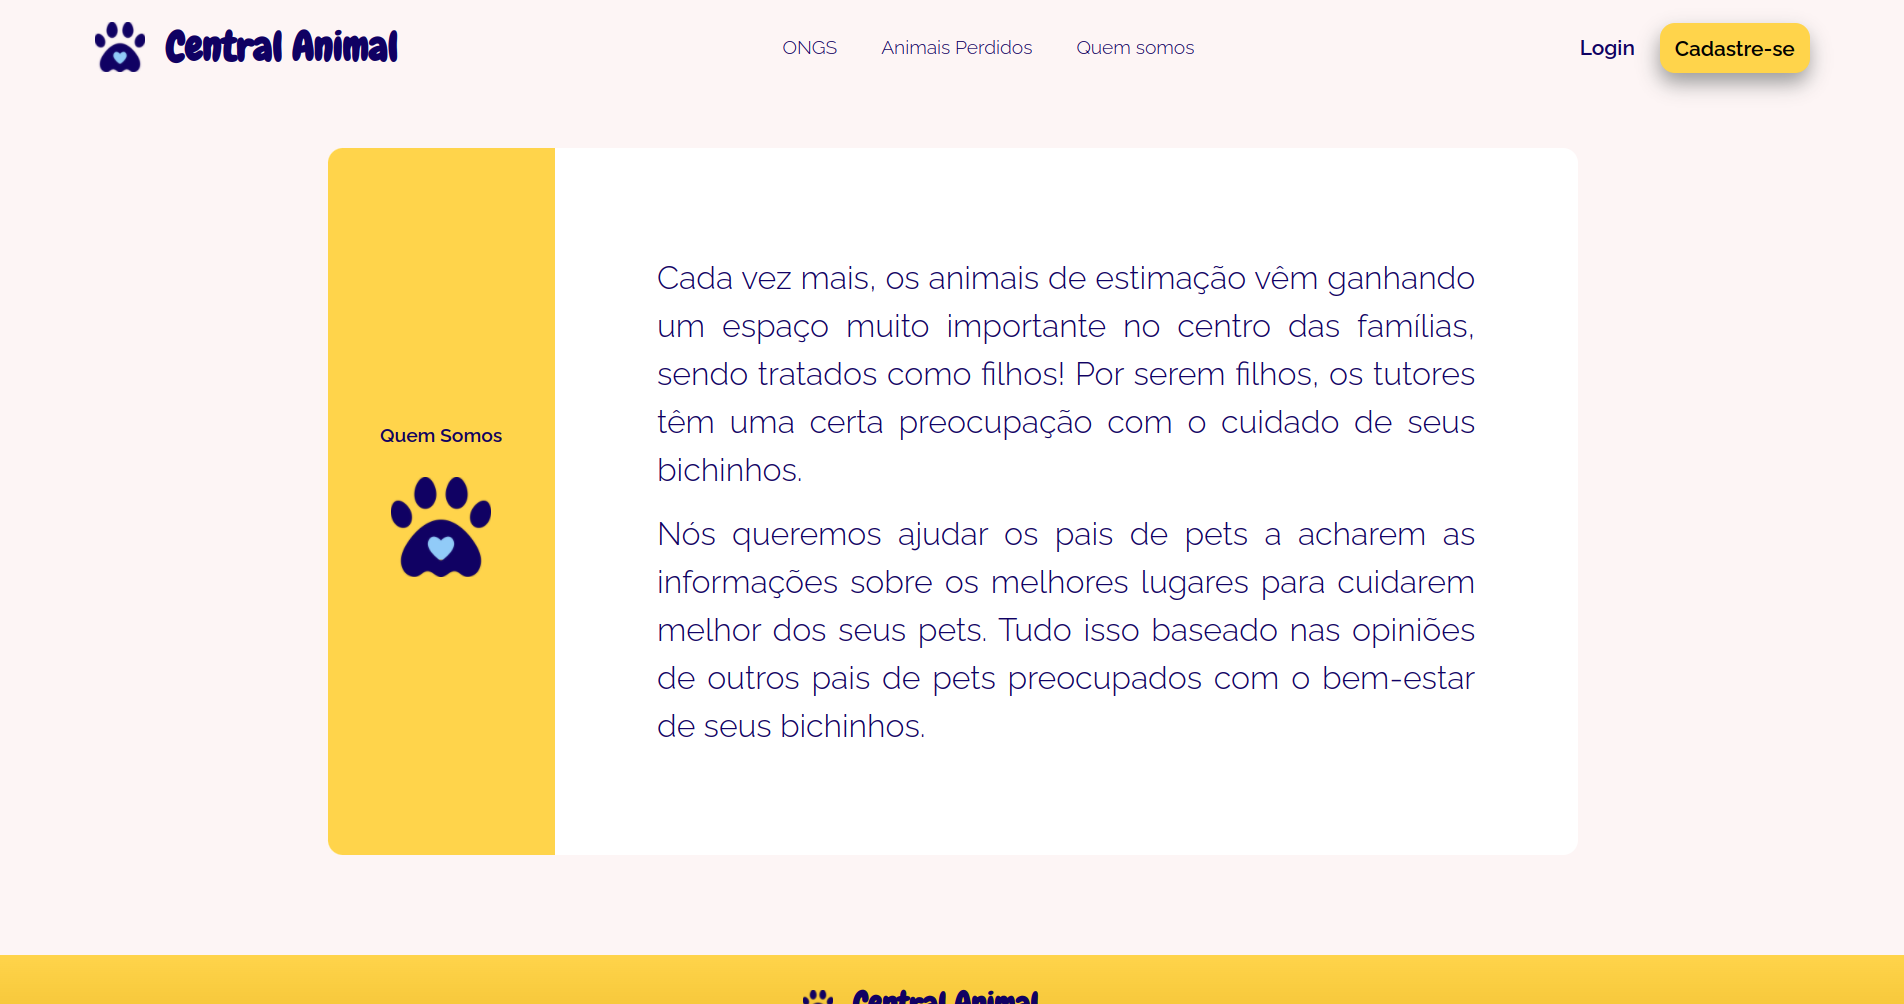 Central Animal
ONGS
Animais Perdidos
Quem somos
Login
Cadastre-se
Quem Somos
Cada vez mais, os animais de estimação vêm ganhando
um espaço muito importante no centro das famílias,
sendo tratados como filhos! Por serem filhos, os tutores
têm uma certa preocupação com o cuidado de seus
bichinhos.
Nós queremos ajudar os pais de pets a acharem as
informações sobre os melhores lugares para cuidarem
melhor dos seus pets. Tudo isso baseado nas opiniões
de outros pais de pets preocupados com o bem-estar
de seus bichinhos.
Central Animal